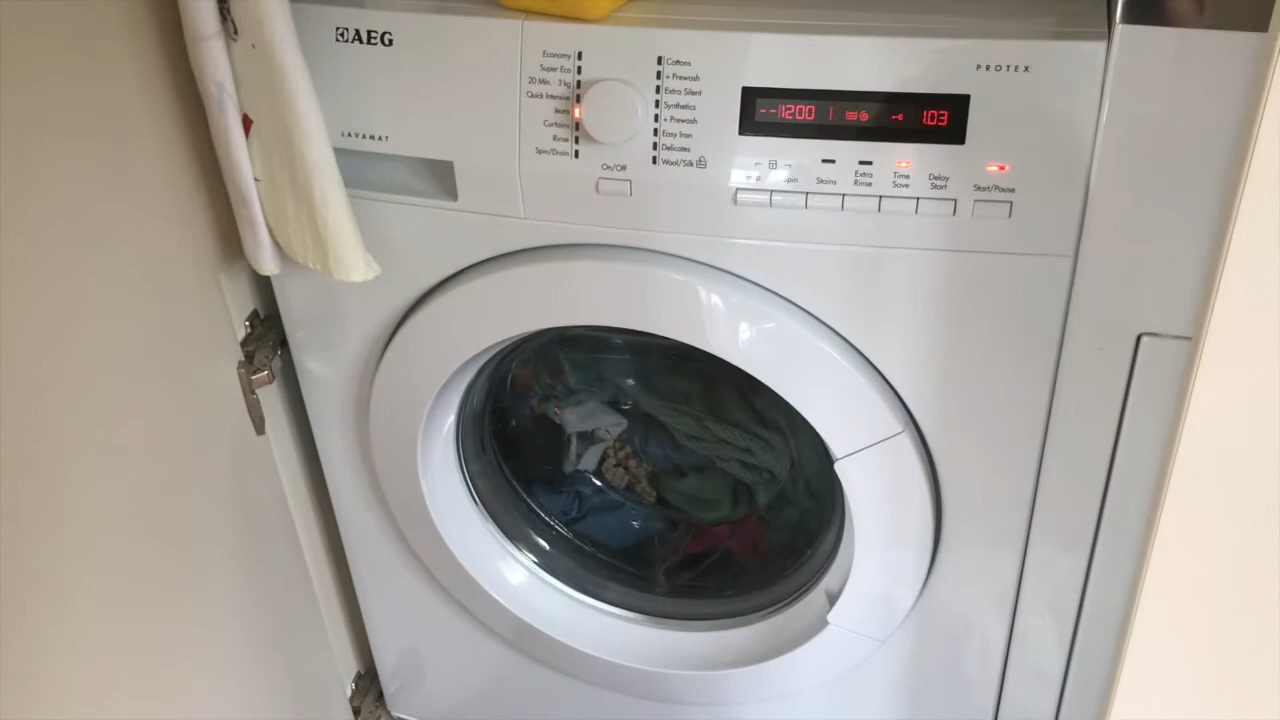 AEG
LAVAMAT
Economy
Super Eco
20 Min. - 3 kg
Quick Intensive
Jeans
Curtains
Rinse
Spin/Drain
On/Off
Cottons
+ Prewash
Extra Silent
Synthetics
+ Prewash
Easy Iron
Delicates
Wool/Silk
PROTEX
--1200 1.03
Stains
Extra Rinse
Time Save
Delay Start
Start/Pause